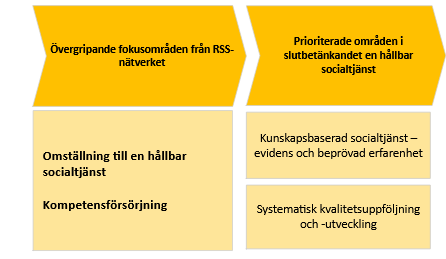 Övergripande fokusområden från RSS-
nätverket
Omställning till en hållbar
socialtjänst
Kompetensförsörjning
Prioriterade områden i
slutbetänkandet en hållbar
socialtjänst
Kunskapsbaserad socialtjänst –
evidens och beprövad erfarenhet
Systematisk kvalitetsuppföljning
och -utveckling